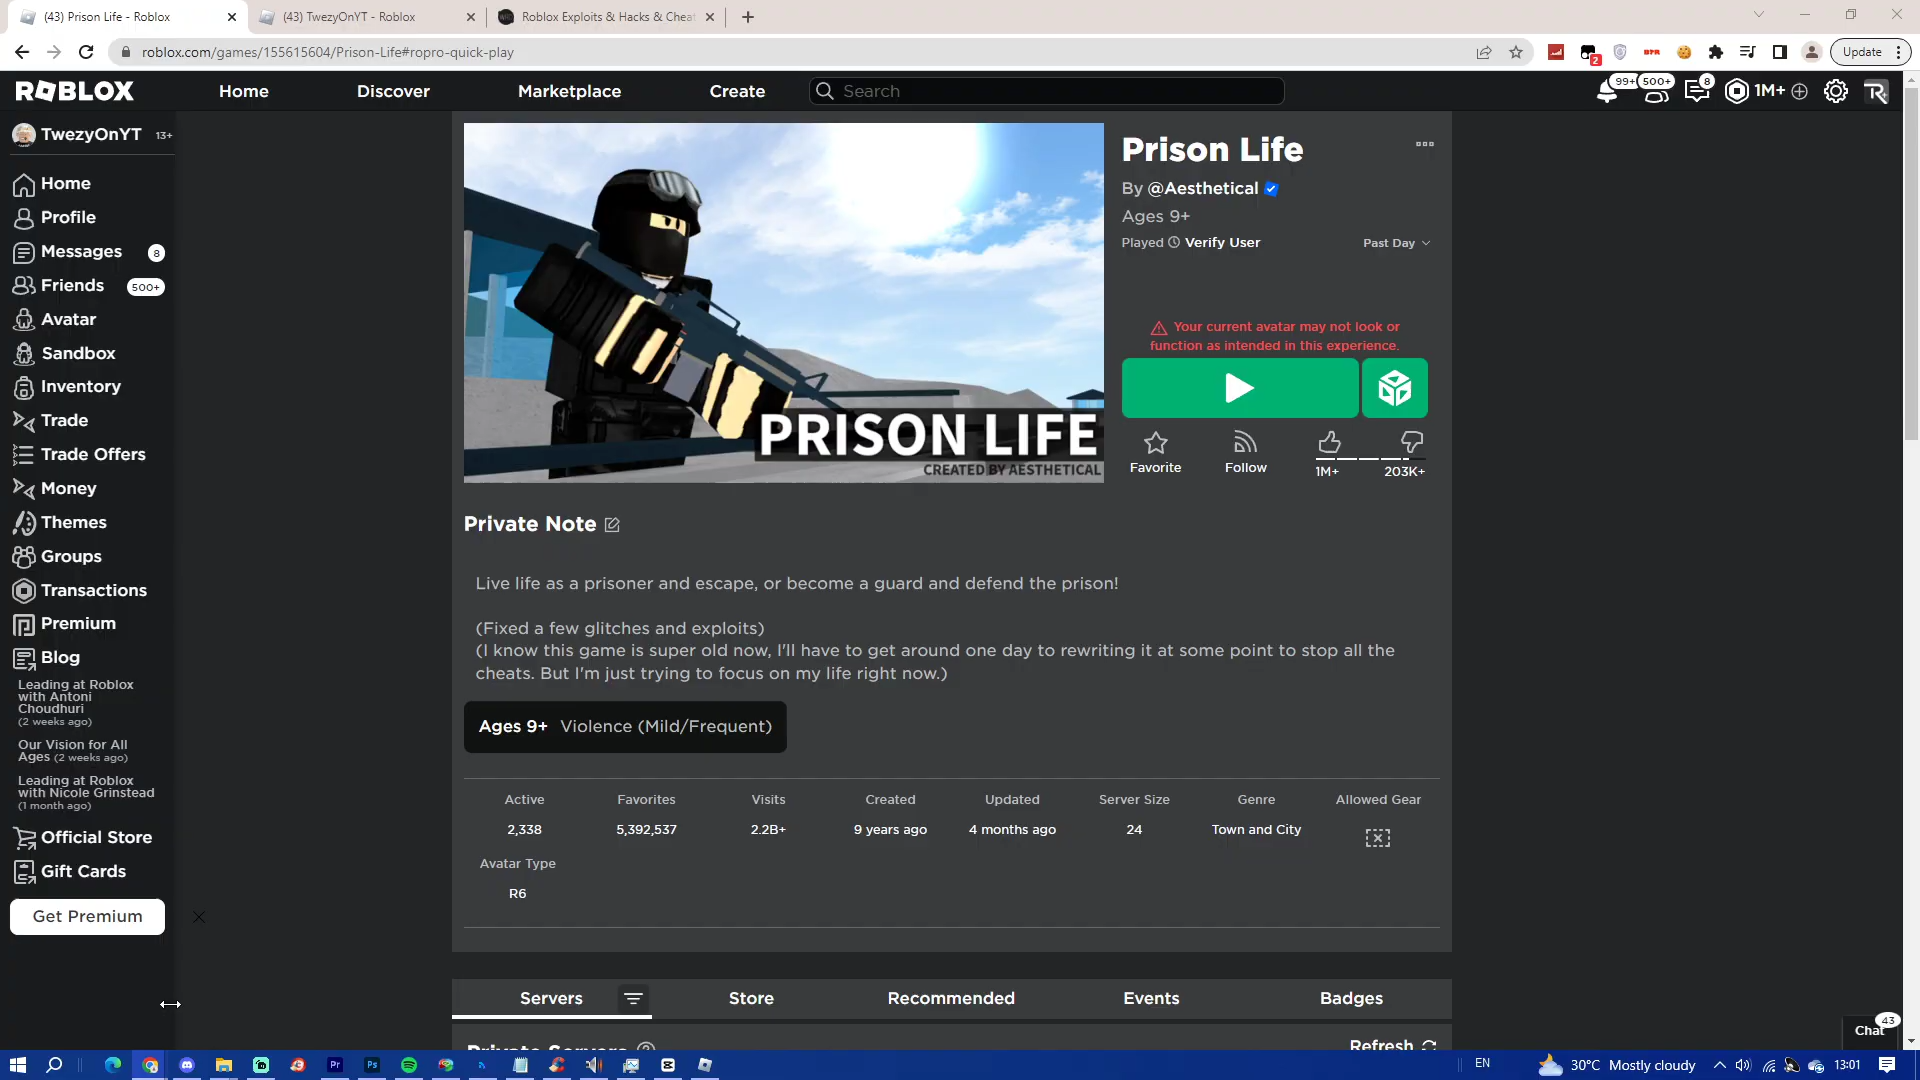 (43) Prison Life - Roblox
(43) TwezyOnYT - Roblox
Roblox Exploits & Hacks & Chea
roblox.com/games/155615604/Prison-Life#ropro-quick-play
2
Update
ROBLOX
Home
Discover
Marketplace
Create
Search
99+
500+
8
1M+
TwezyOnYT 13+
Home
Profile
Messages 8
Friends 500+
Avatar
Sandbox
Inventory
Trade
Trade Offers
Money
Themes
Groups
Transactions
Premium
Blog
Leading at Roblox
with Antoni
Choudhuri
(2 weeks ago)
Our Vision for All
Ages (2 weeks ago)
Leading at Roblox
with Nicole Grinstead
(1 month ago)
Official Store
Gift Cards
Get Premium
PRISON LIFE
CREATED BY AESTHETICAL
Prison Life
By @Aesthetical
Ages 9+
Played Verify User
Past Day
Your current avatar may not look or
function as intended in this experience.
Favorite
Follow
1M+
203K+
Private Note
Live life as a prisoner and escape, or become a guard and defend the prison!
(Fixed a few glitches and exploits)
(I know this game is super old now, I'll have to get around one day to rewriting it at some point to stop all the
cheats. But I'm just trying to focus on my life right now.)
Ages 9+ Violence (Mild/Frequent)
Active Favorites Visits Created Updated Server Size Genre Allowed Gear
2,338 5,392,537 2.2B+ 9 years ago 4 months ago 24 Town and City
Avatar Type
R6
Servers
Store
Recommended
Events
Badges
Private Servers
Refresh
Chat
43
Pr
Ps
EN
30°C Mostly cloudy
13:01